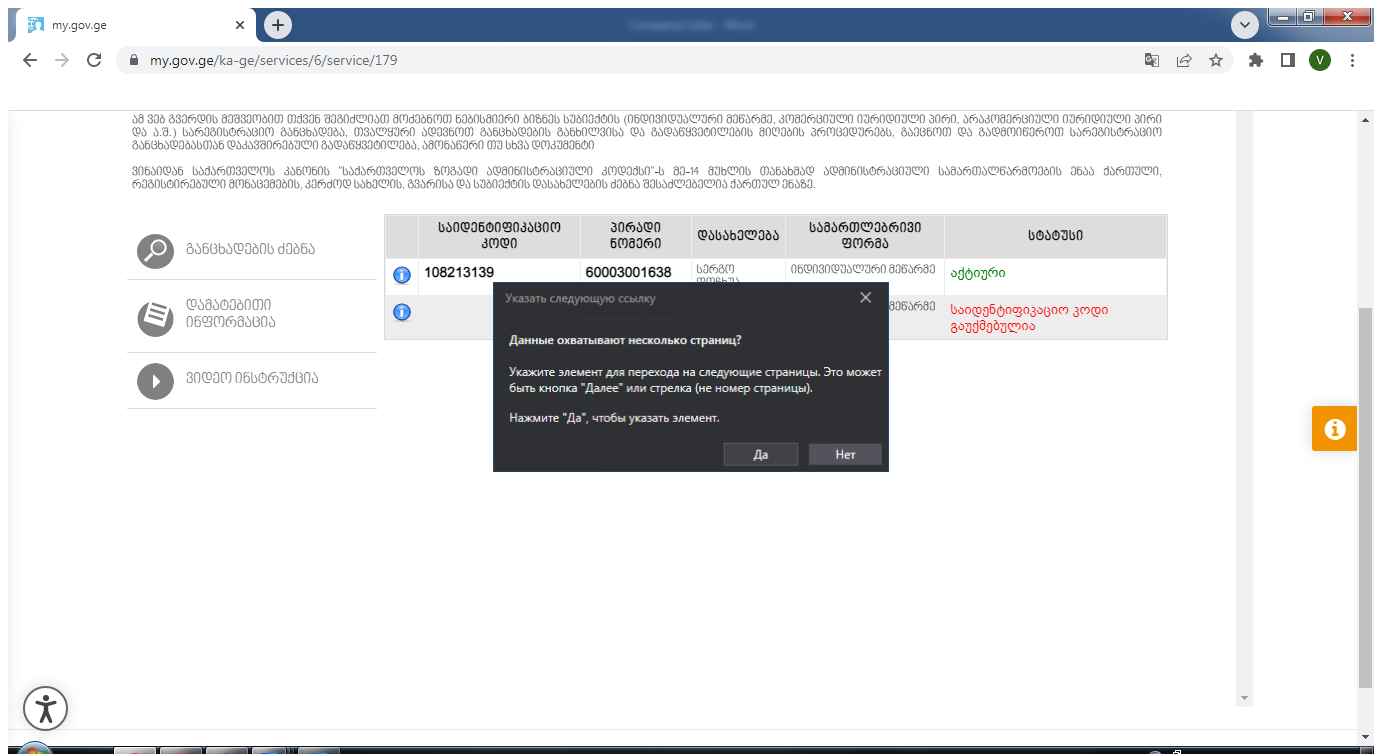 my.gov.ge
my.gov.ge/ka-ge/services/6/service/179
V
ამ ვებ გვერდის მეშვეობით თქვენ შეგიძლიათ მოძებნოთ ნებისმიერი ბიზნეს სუბიექტის (ინდივიდუალური მეწარმე, კომერციული იურიდიული პირი, არაკომერციული იურიდიული პირი
და ა.შ.) სარეგისტრაციო განცხადება, თვალყური ადევნოთ განცხადების განხილვისა და გადაწყვეტილების მიღების პროცედურებს, გაეცნოთ და გადმოიწეროთ სარეგისტრაციო
განცხადებასთან დაკავშირებული გადაწყვეტილება, ამონაწერი თუ სხვა დოკუმენტი
ვინაიდან საქართველოს კანონის "საქართველოს ზოგადი ადმინისტრაციული კოდექსი"-ს მე-14 მუხლის თანახმად ადმინისტრაციული სამართალწარმოების ენაა ქართული,
რეგისტირებული მონაცემების, კერძოდ სახელის, გვარისა და სუბიექტის დასახელების ძებნა შესაძლებელია ქართულ ენაზე.
განცხადების ძებნა
დამატებითი
ინფორმაცია
ვიდეო ინსტრუქცია
საიდენტიფიკაციო
კოდი
პირადი
ნომერი
დასახელება
სამართლებრივი
ფორმა
სტატუსი
108213139
60003001638
სერგო
ინდივიდუალური მეწარმე
აქტიური
მეწარმე
საიდენტიფიკაციო კოდი
გაუქმებულია
Указать следующую ссылку
Данные охватывают несколько страниц?
Укажите элемент для перехода на следующие страницы. Это может
быть кнопка "Далее" или стрелка (не номер страницы).
Нажмите "Да", чтобы указать элемент.
Да
Нет